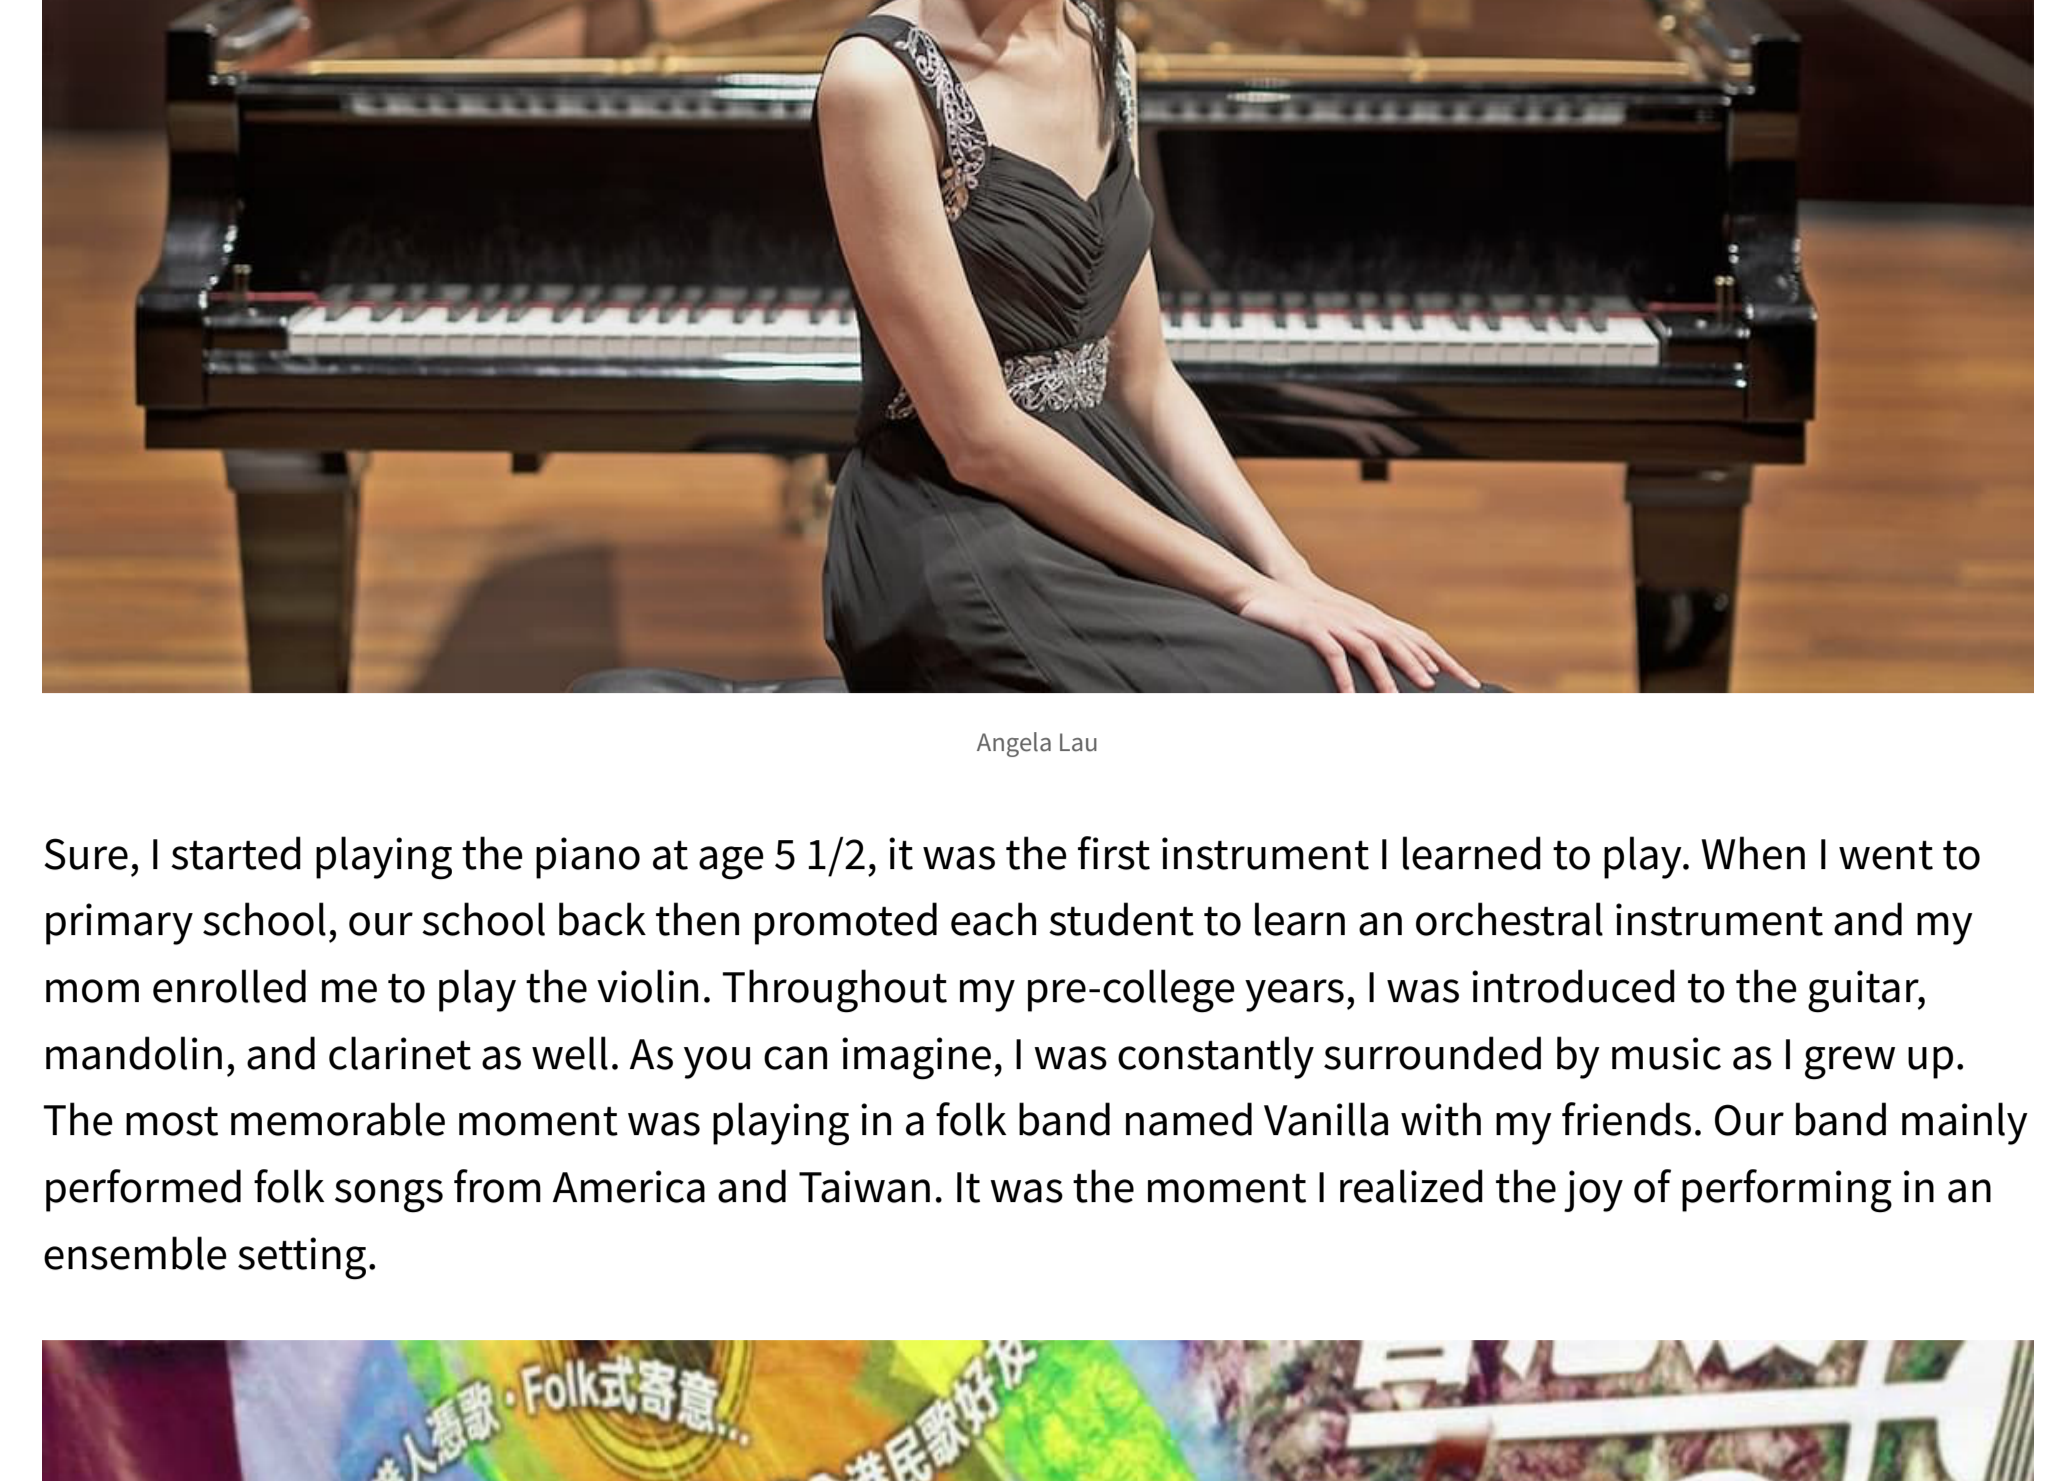 Angela Lau
Sure, I started playing the piano at age 5 1/2, it was the first instrument I learned to play. When I went to
primary school, our school back then promoted each student to learn an orchestral instrument and my
mom enrolled me to play the violin. Throughout my pre-college years, I was introduced to the guitar,
mandolin, and clarinet as well. As you can imagine, I was constantly surrounded by music as I grew up.
The most memorable moment was playing in a folk band named Vanilla with my friends. Our band mainly
performed folk songs from America and Taiwan. It was the moment I realized the joy of performing in an
ensemble setting.
人憑歌·Folk式寄意...
港民歌好友